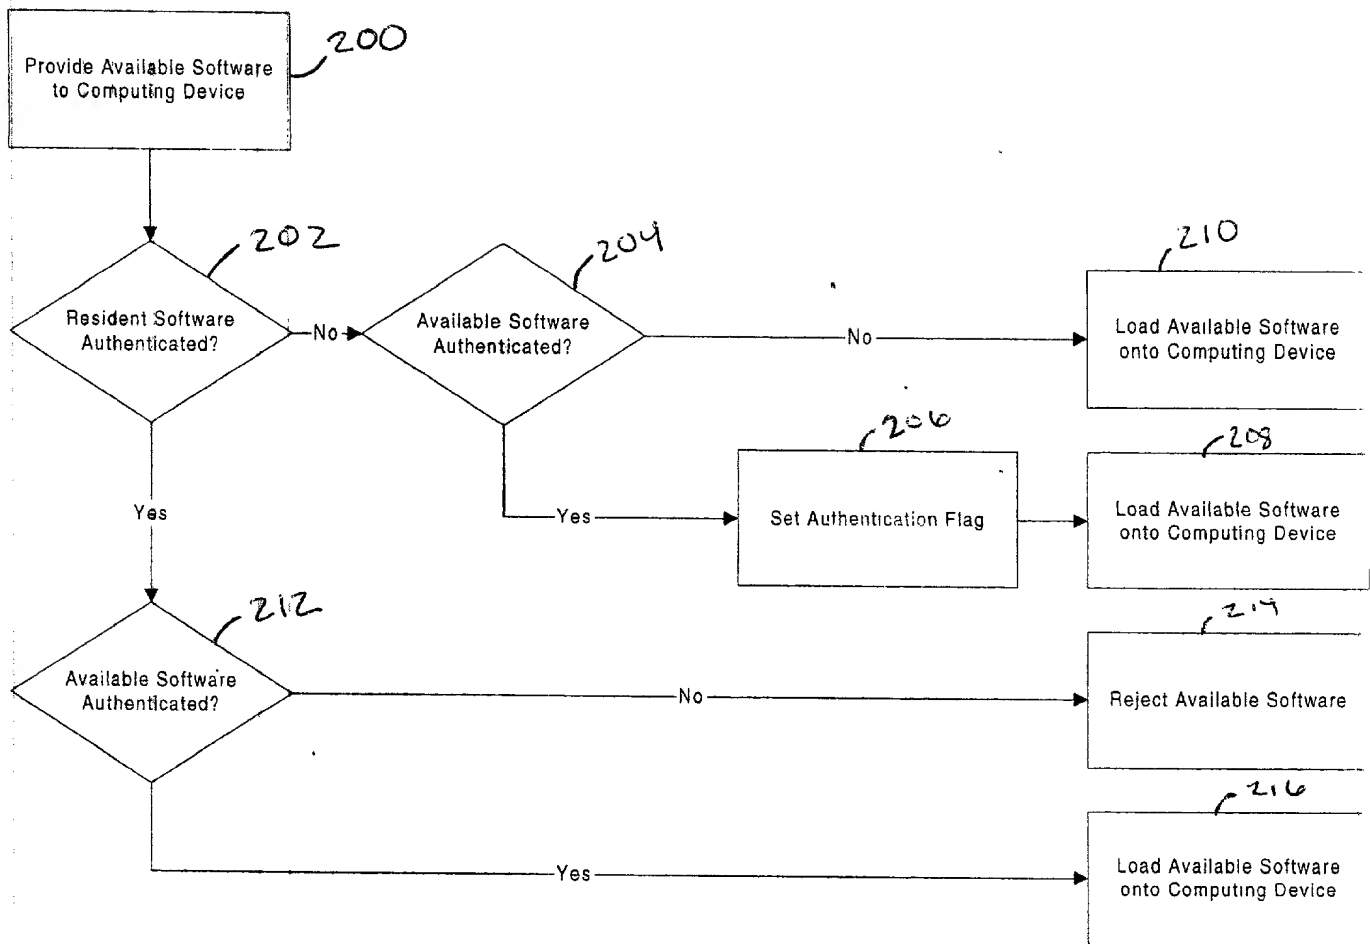 Provide Available Software
to Computing Device
200
202
204
210
Resident Software
Authenticated?
No
Available Software
Authenticated?
No
Load Available Software
onto Computing Device
206
208
Yes
Yes
Set Authentication Flag
Load Available Software
onto Computing Device
212
214
Available Software
Authenticated?
No
Reject Available Software
216
Yes
Load Available Software
onto Computing Device